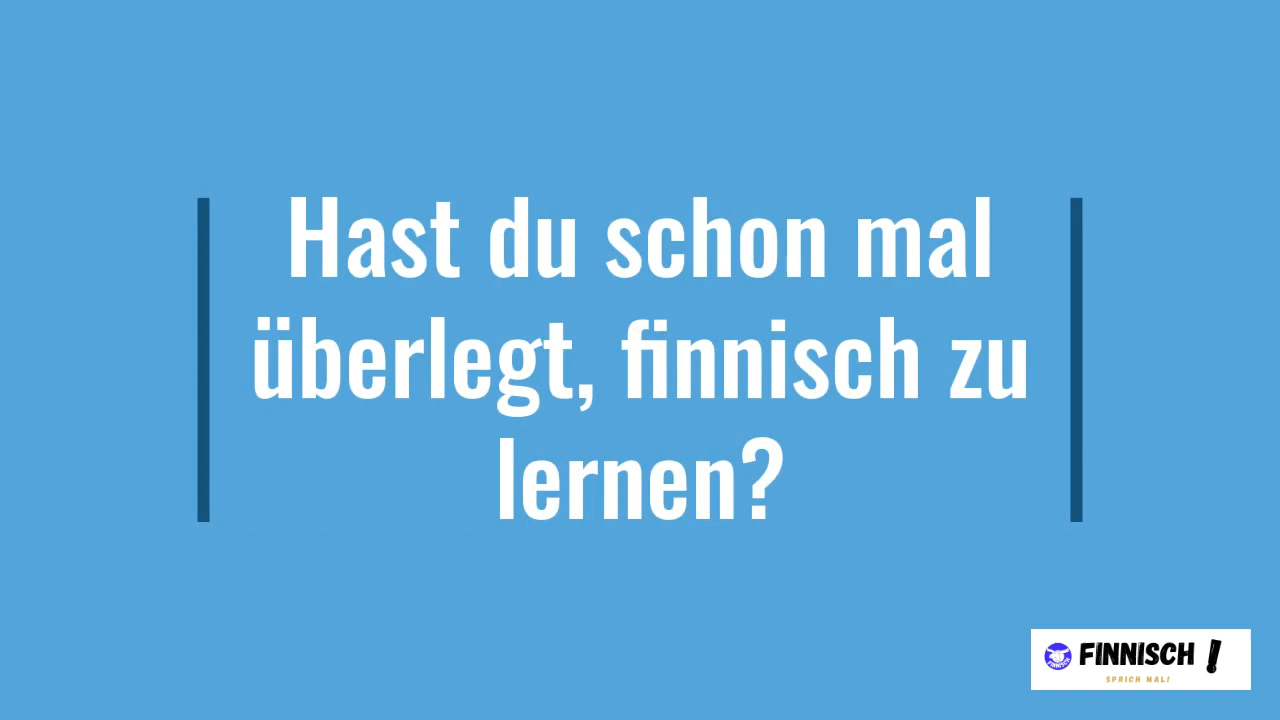 Hast du schon mal
überlegt, finnisch zu
lernen?
FINNISCH !
SPRICH MAL!